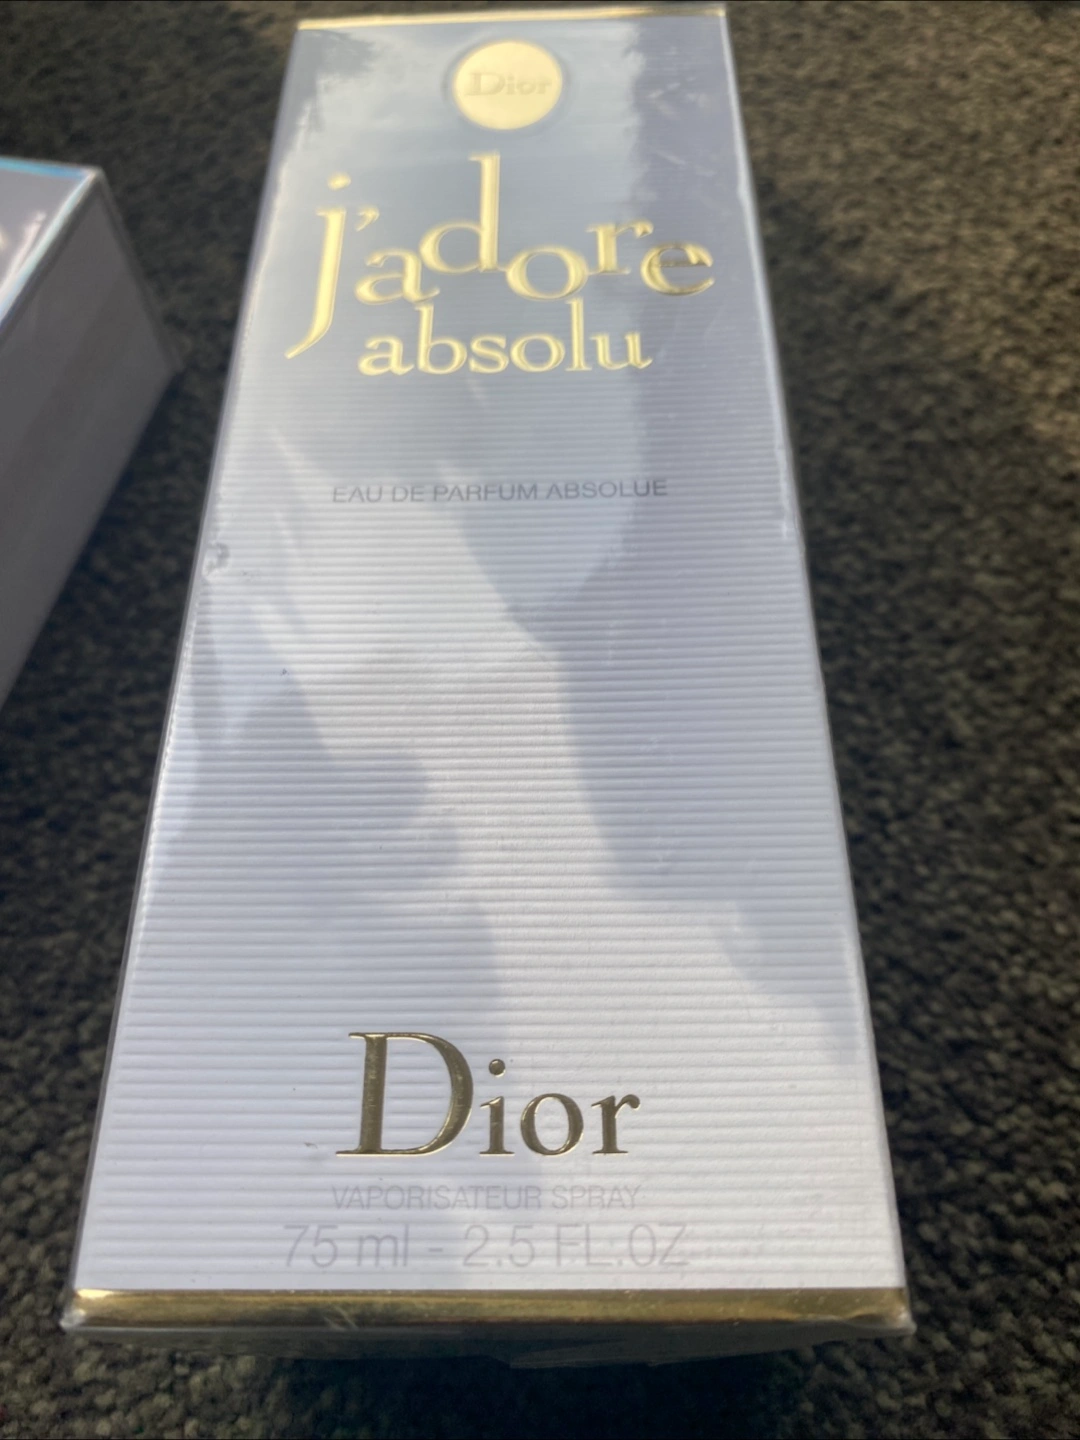 Dior
j'adore
absolu
EAU DE PARFUM ABSOLUE
Dior
VAPORISATEUR SPRAY
75 ml - 2.5 FL.OZ